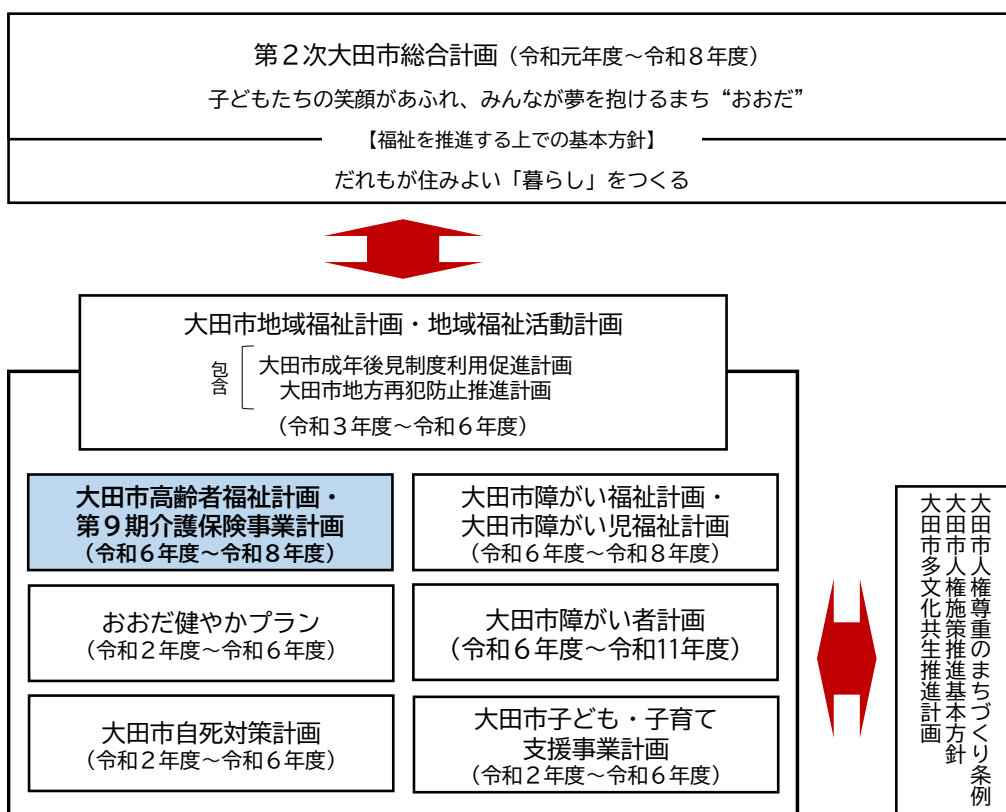 第２次大田市総合計画（令和元年度～令和８年度）
子どもたちの笑顔があふれ、みんなが夢を抱けるまち“おおだ”
【福祉を推進する上での基本方針】
だれもが住みよい「暮らし」をつくる
大田市地域福祉計画・地域福祉活動計画
包含
大田市成年後見制度利用促進計画
大田市地方再犯防止推進計画
（令和３年度～令和６年度）
大田市高齢者福祉計画・
第９期介護保険事業計画
（令和６年度～令和８年度）
大田市障がい福祉計画・
大田市障がい児福祉計画
（令和６年度～令和８年度）
おおだ健やかプラン
（令和２年度～令和６年度）
大田市障がい者計画
（令和６年度～令和11年度）
大田市自死対策計画
（令和２年度～令和６年度）
大田市子ども・子育て
支援事業計画
（令和２年度～令和６年度）
大田市人権尊重のまちづくり条例
大田市人権施策推進基本方針
大田市多文化共生推進計画